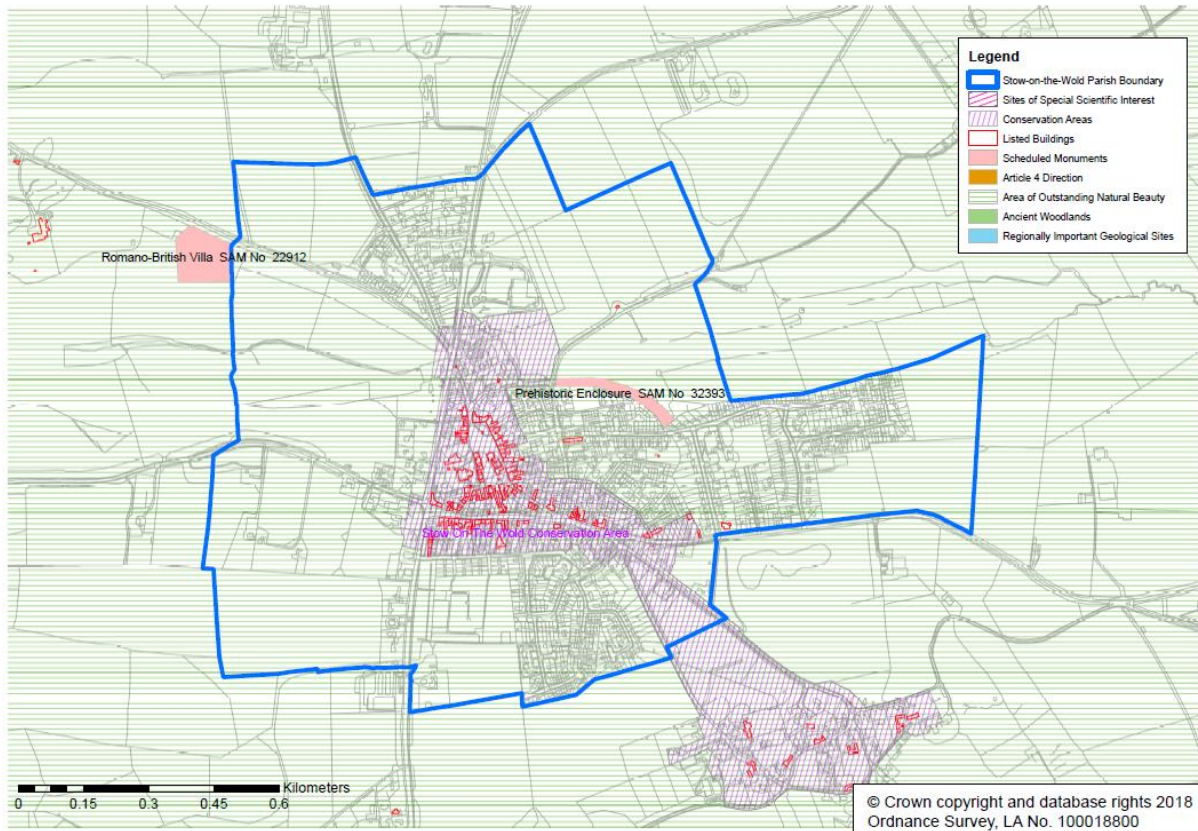 Legend
Stow-on-the-Wold Parish Boundary
Sites of Special Scientific Interest
Conservation Areas
Listed Buildings
Scheduled Monuments
Article 4 Direction
Area of Outstanding Natural Beauty
Ancient Woodlands
Regionally Important Geological Sites
Romano-British Villa SAM No 22912
Prehistoric Enclosure SAM No 32393
Stow On The Wold Conservation Area
Kilometers
0 0.15 0.3 0.45 0.6
© Crown copyright and database rights 2018
Ordnance Survey, LA No. 100018800